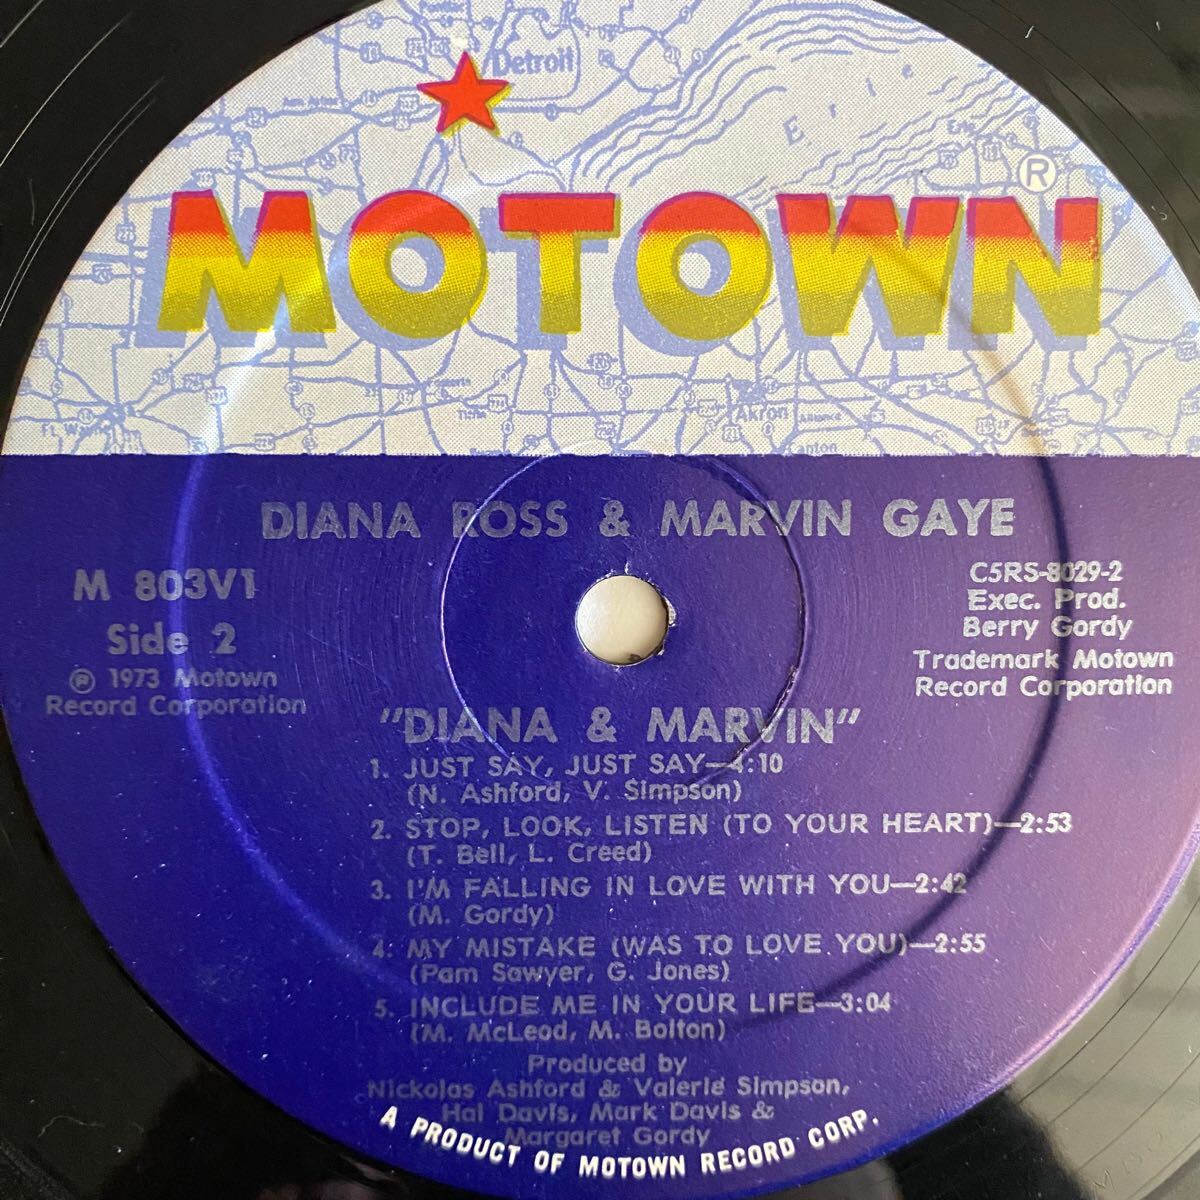 Detroit
Erie
MOTOWN ®
Ft. Wayne
Akron
DIANA ROSS & MARVIN GAYE
M 803V1
Side 2
℗ 1973 Motown
Record Corporation
C5RS-8029-2
Exec. Prod.
Berry Gordy
Trademark Motown
Record Corporation
"DIANA & MARVIN"
1. JUST SAY, JUST SAY—4:10
(N. Ashford, V. Simpson)
2. STOP, LOOK, LISTEN (TO YOUR HEART)—2:53
(T. Bell, L. Creed)
3. I'M FALLING IN LOVE WITH YOU—2:42
(M. Gordy)
4. MY MISTAKE (WAS TO LOVE YOU)—2:55
(Pam Sawyer, G. Jones)
5. INCLUDE ME IN YOUR LIFE—3:04
(M. McLeod, M. Bolton)
Produced by
Nickolas Ashford & Valerie Simpson,
Hal Davis, Mark Davis &
Margaret Gordy
A PRODUCT OF MOTOWN RECORD CORP.